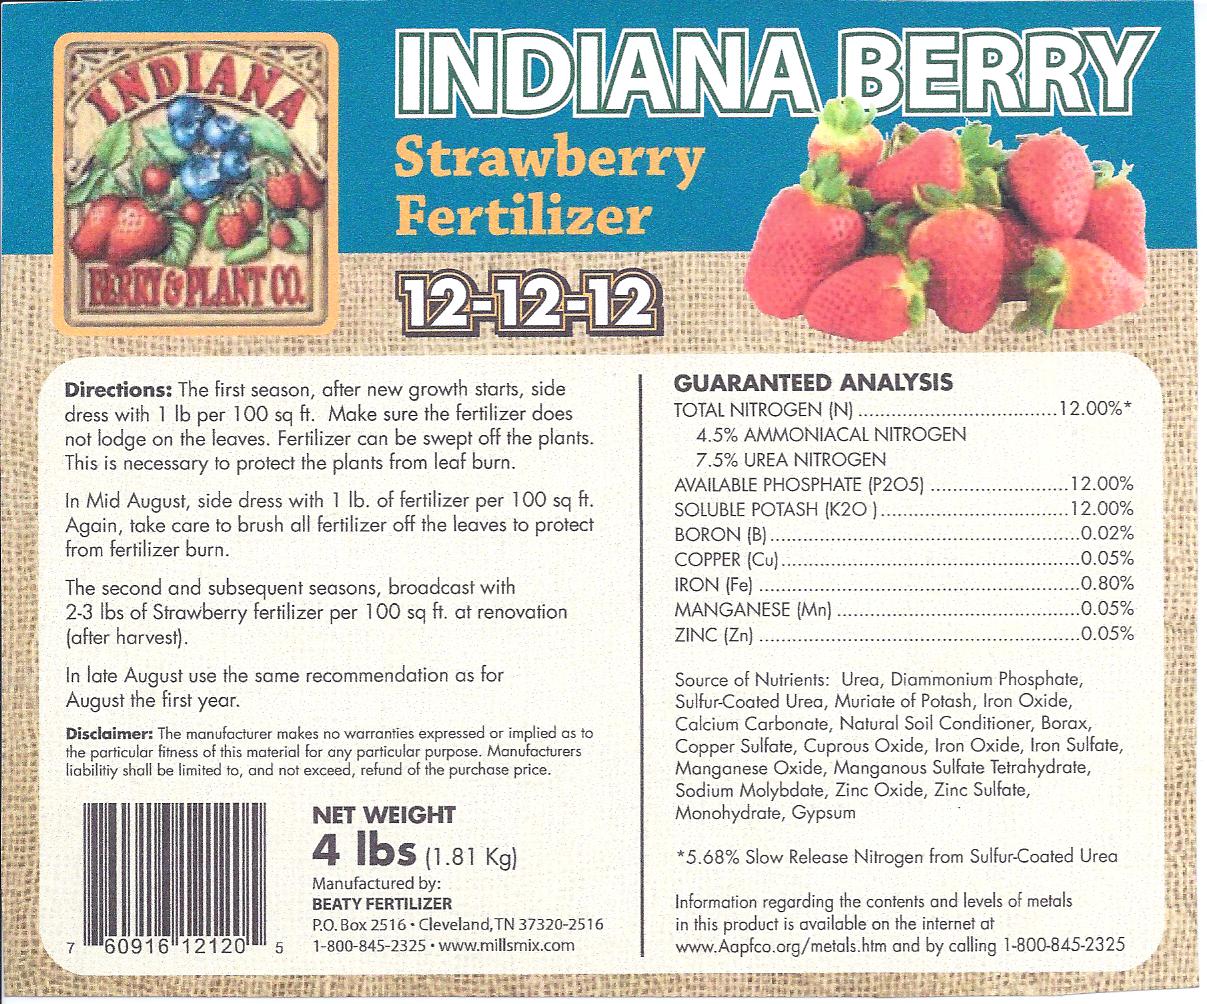 INDIANA
BERRY & PLANT CO.
INDIANA BERRY
Strawberry
Fertilizer
12-12-12
Directions: The first season, after new growth starts, side
dress with 1 lb per 100 sq ft. Make sure the fertilizer does
not lodge on the leaves. Fertilizer can be swept off the plants.
This is necessary to protect the plants from leaf burn.
In Mid August, side dress with 1 lb. of fertilizer per 100 sq ft.
Again, take care to brush all fertilizer off the leaves to protect
from fertilizer burn.
The second and subsequent seasons, broadcast with
2-3 lbs of Strawberry fertilizer per 100 sq ft. at renovation
(after harvest).
In late August use the same recommendation as for
August the first year.
Disclaimer: The manufacturer makes no warranties expressed or implied as to
the particular fitness of this material for any particular purpose. Manufacturers
liabilitiy shall be limited to, and not exceed, refund of the purchase price.
7 60916 12120 5
NET WEIGHT
4 lbs (1.81 Kg)
Manufactured by:
BEATY FERTILIZER
P.O. Box 2516 • Cleveland, TN 37320-2516
1-800-845-2325 • www.millsmix.com
GUARANTEED ANALYSIS
TOTAL NITROGEN (N) ..................................12.00%*
4.5% AMMONIACAL NITROGEN
7.5% UREA NITROGEN
AVAILABLE PHOSPHATE (P2O5) .......................12.00%
SOLUBLE POTASH (K2O )................................12.00%
BORON (B)......................................................0.02%
COPPER (Cu)....................................................0.05%
IRON (Fe) ........................................................0.80%
MANGANESE (Mn) ..........................................0.05%
ZINC (Zn) ........................................................0.05%
Source of Nutrients: Urea, Diammonium Phosphate,
Sulfur-Coated Urea, Muriate of Potash, Iron Oxide,
Calcium Carbonate, Natural Soil Conditioner, Borax,
Copper Sulfate, Cuprous Oxide, Iron Oxide, Iron Sulfate,
Manganese Oxide, Manganous Sulfate Tetrahydrate,
Sodium Molybdate, Zinc Oxide, Zinc Sulfate,
Monohydrate, Gypsum
*5.68% Slow Release Nitrogen from Sulfur-Coated Urea
Information regarding the contents and levels of metals
in this product is available on the internet at
www.Aapfco.org/metals.htm and by calling 1-800-845-2325